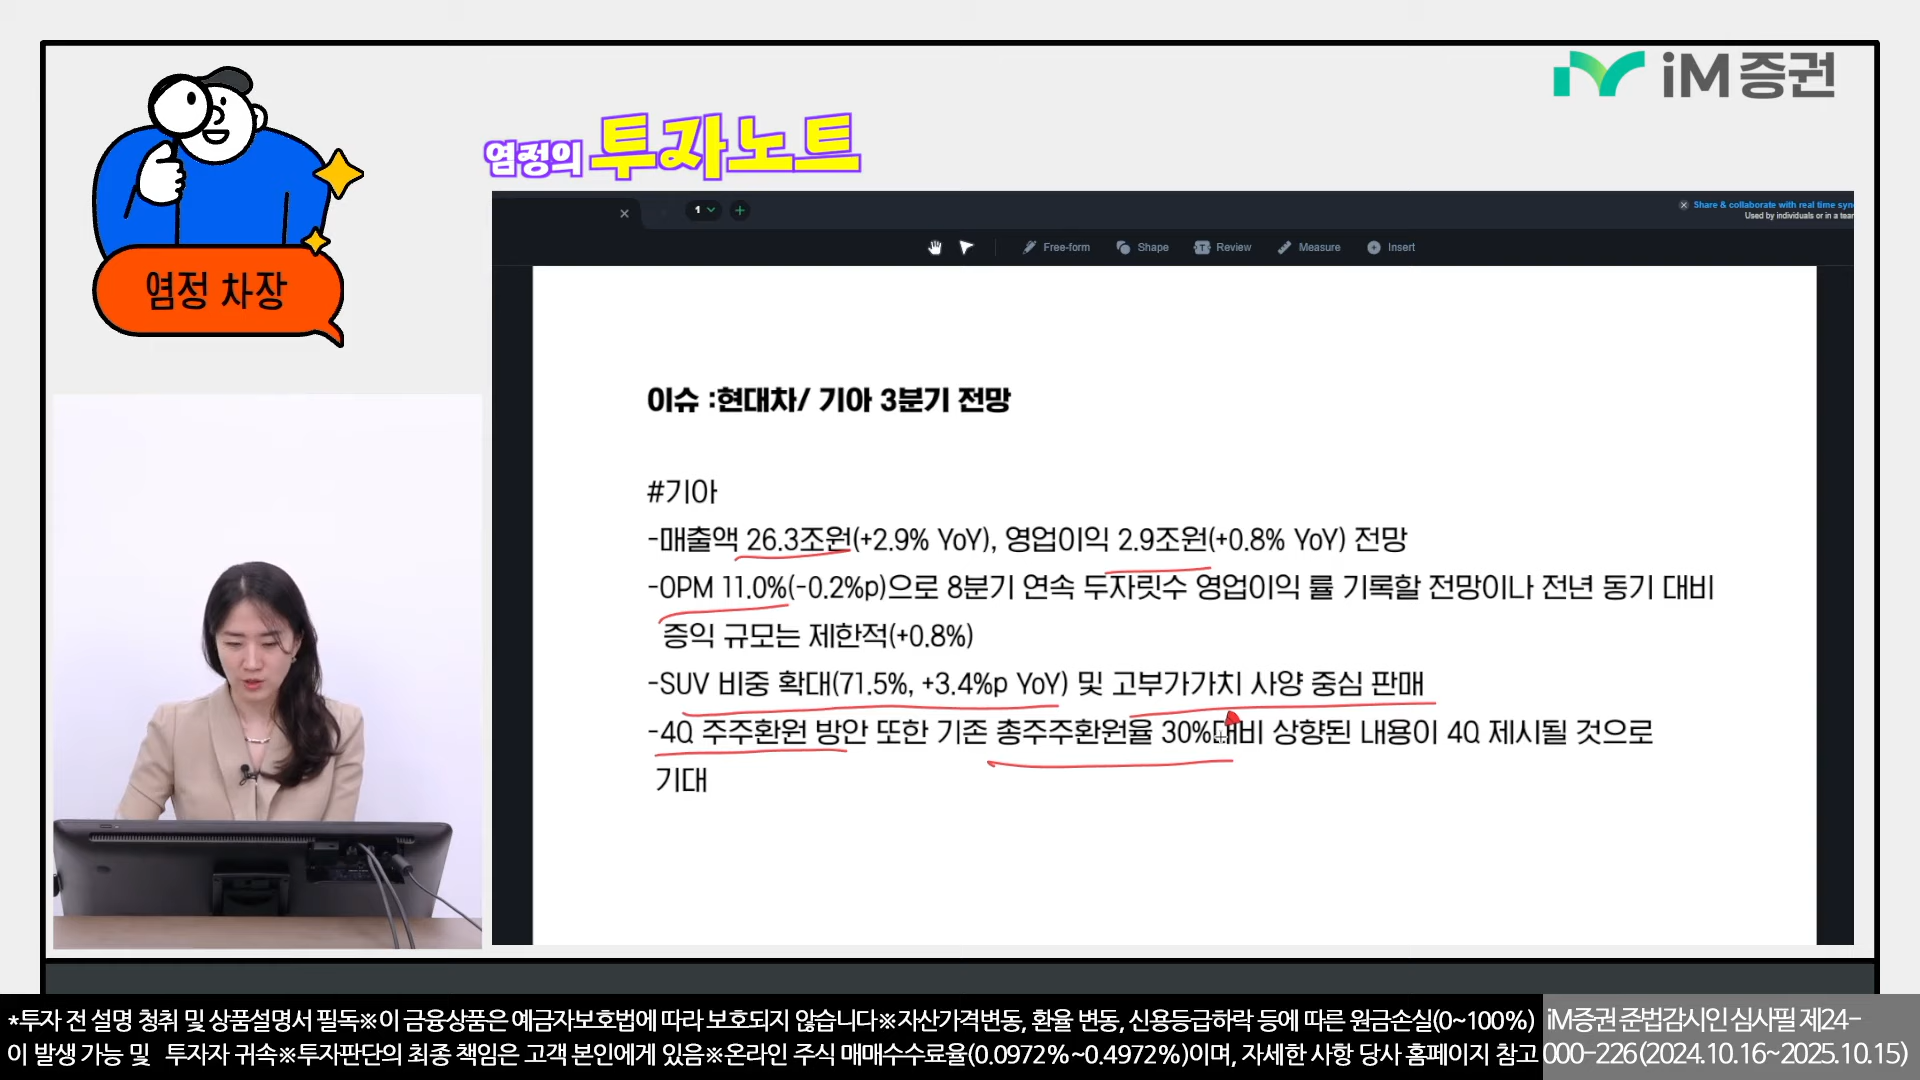 iM증권
염정의 투자노트
염정 차장
1
Share & collaborate with real time syn
Used by individuals or in a tea
Free-form
Shape
Review
Measure
Insert
이슈 :현대차/ 기아 3분기 전망
#기아
-매출액 26.3조원(+2.9% YoY), 영업이익 2.9조원(+0.8% YoY) 전망
-OPM 11.0%(-0.2%p)으로 8분기 연속 두자릿수 영업이익 률 기록할 전망이나 전년 동기 대비
증익 규모는 제한적(+0.8%)
-SUV 비중 확대(71.5%, +3.4%p YoY) 및 고부가가치 사양 중심 판매
-4Q 주주환원 방안 또한 기존 총주주환원율 30%대비 상향된 내용이 4Q 제시될 것으로
기대
*투자 전 설명 청취 및 상품설명서 필독※이 금융상품은 예금자보호법에 따라 보호되지 않습니다※자산가격변동, 환율 변동, 신용등급하락 등에 따른 원금손실(0~100%)
이 발생 가능 및 투자자 귀속※투자판단의 최종 책임은 고객 본인에게 있음※온라인 주식 매매수수료율(0.0972%~0.4972%)이며, 자세한 사항 당사 홈페이지 참고
iM증권 준법감시인 심사필 제24-
000-226(2024.10.16~2025.10.15)